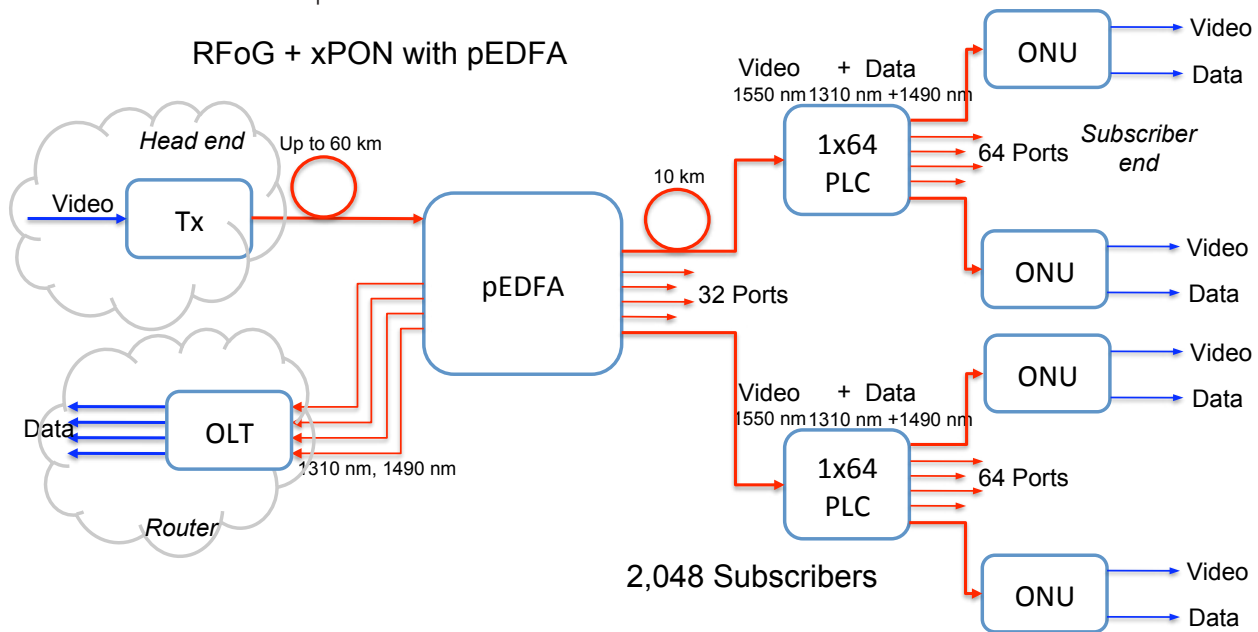 RFoG + xPON with pEDFA
Head end
Video
Tx
Up to 60 km
pEDFA
10 km
32 Ports
Data
OLT
1310 nm, 1490 nm
Router
Video + Data
1550 nm 1310 nm +1490 nm
1x64
PLC
64 Ports
Subscriber
end
ONU
Video
Data
ONU
Video
Data
Video + Data
1550 nm 1310 nm +1490 nm
1x64
PLC
64 Ports
ONU
Video
Data
ONU
Video
Data
2,048 Subscribers